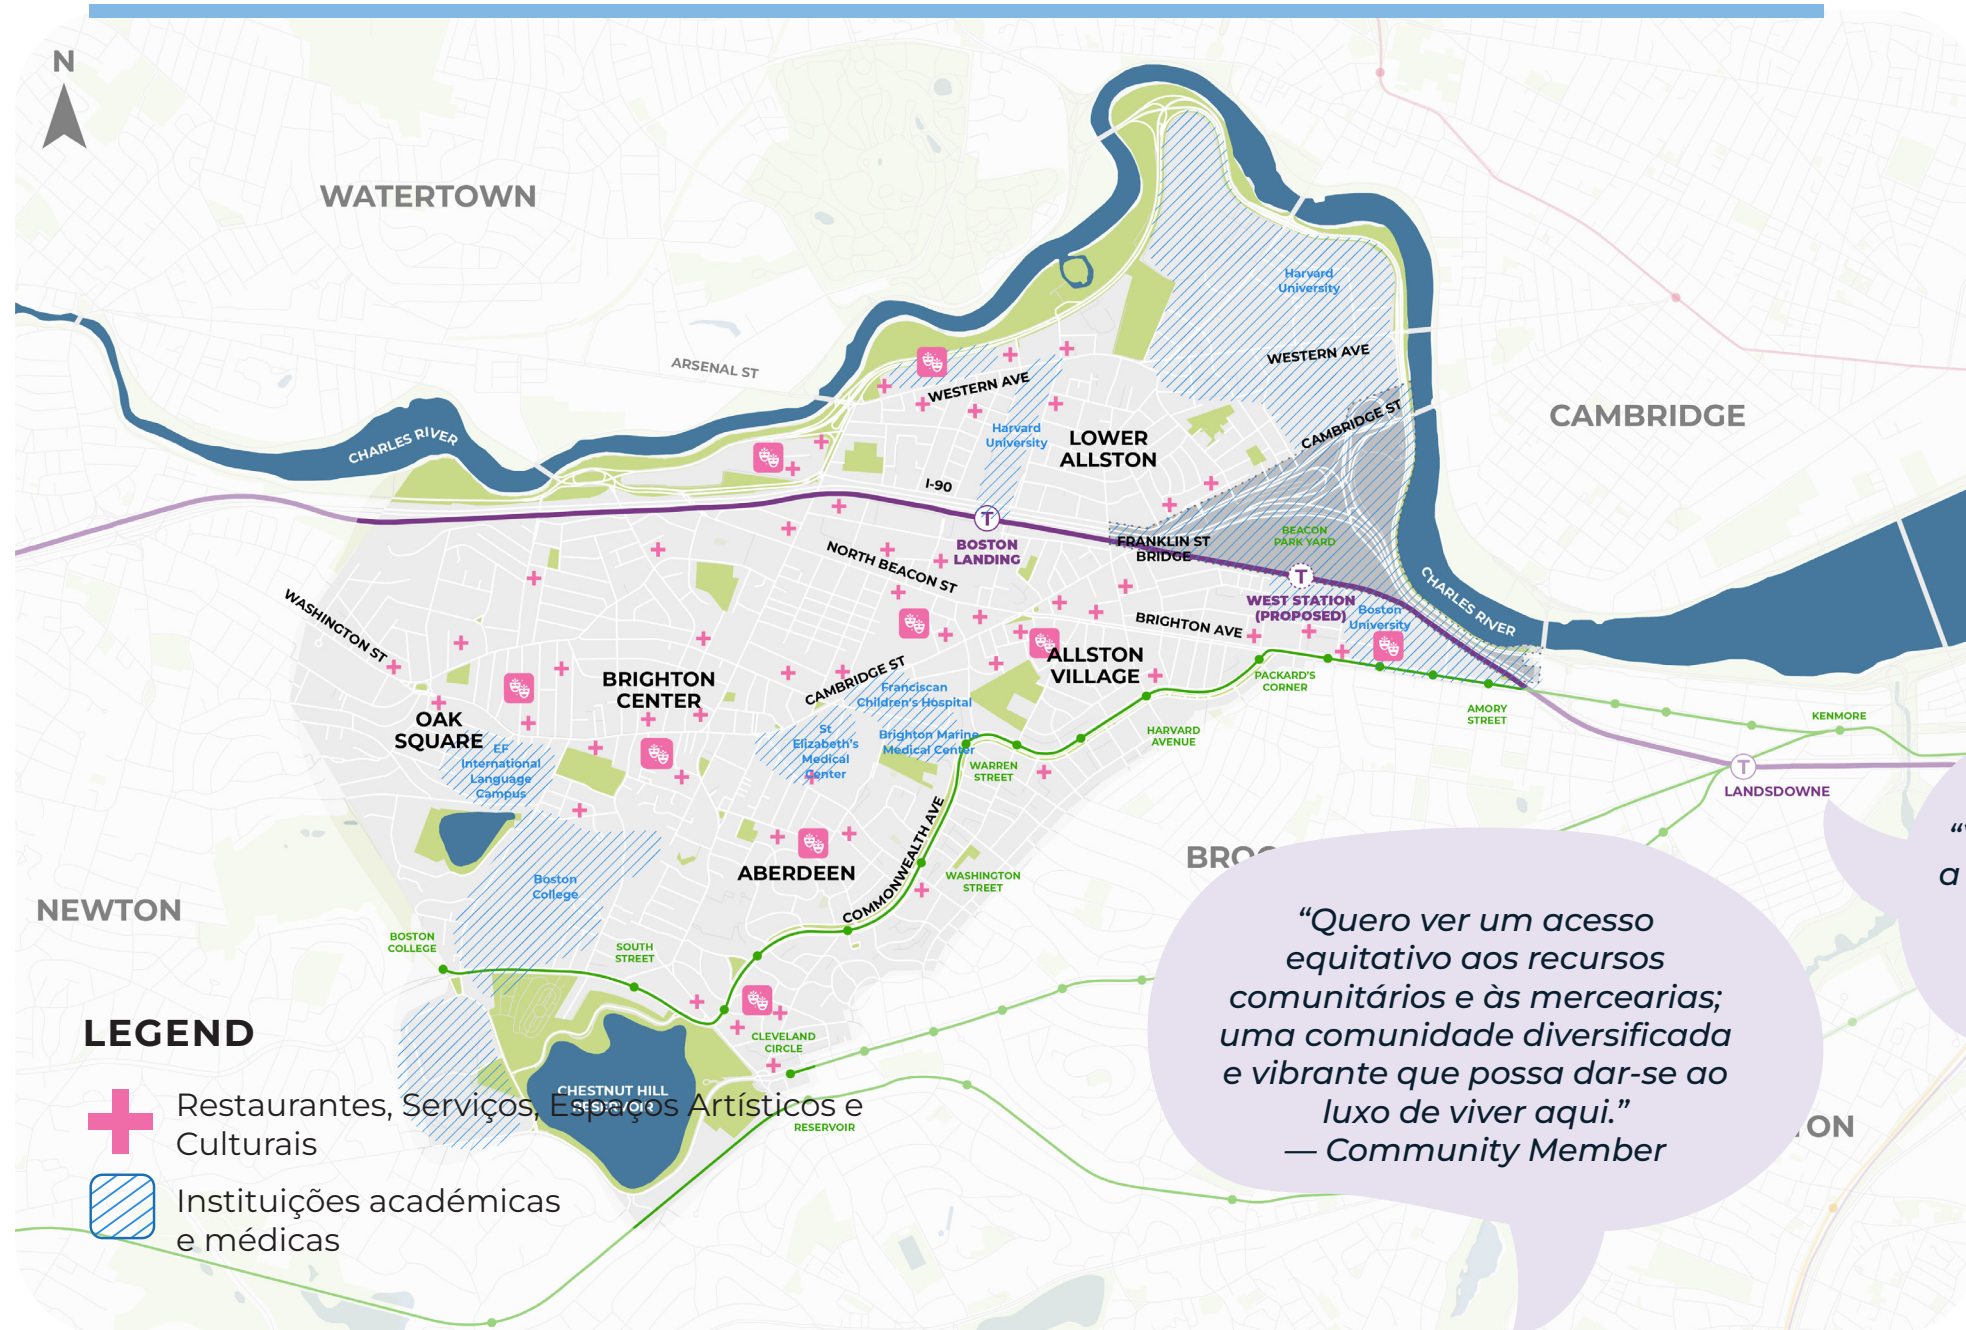 N
WATERTOWN
ARSENAL ST
CHARLES RIVER
Harvard
University
WESTERN AVE
WESTERN AVE
CAMBRIDGE
CAMBRIDGE ST
Harvard
University
LOWER
ALLSTON
I-90
BOSTON
LANDING
FRANKLIN ST
BRIDGE
BEACON
PARK YARD
NORTH BEACON ST
WASHINGTON ST
WEST STATION
(PROPOSED)
Boston
University
CHARLES RIVER
BRIGHTON AVE
ALLSTON
VILLAGE
CAMBRIDGE ST
BRIGHTON
CENTER
OAK
SQUARE
Franciscan
Children's Hospital
St
Elizabeth's
Medical
Center
Brighton Marine
Medical Center
EF
International
Language
Campus
PACKARD'S
CORNER
AMORY
STREET
KENMORE
HARVARD
AVENUE
WARREN
STREET
LANDSDOWNE
COMMONWEALTH AVE
ABERDEEN
WASHINGTON
STREET
Boston
College
NEWTON
BOSTON
COLLEGE
SOUTH
STREET
CLEVELAND
CIRCLE
CHESTNUT HILL
RESERVOIR
RESERVOIR
BROO
TON
“
a
“Quero ver um acesso
equitativo aos recursos
comunitários e às mercearias;
uma comunidade diversificada
e vibrante que possa dar-se ao
luxo de viver aqui.”
— Community Member
LEGEND
Restaurantes, Serviços, Espaços Artísticos e
Culturais
Instituições académicas
e médicas